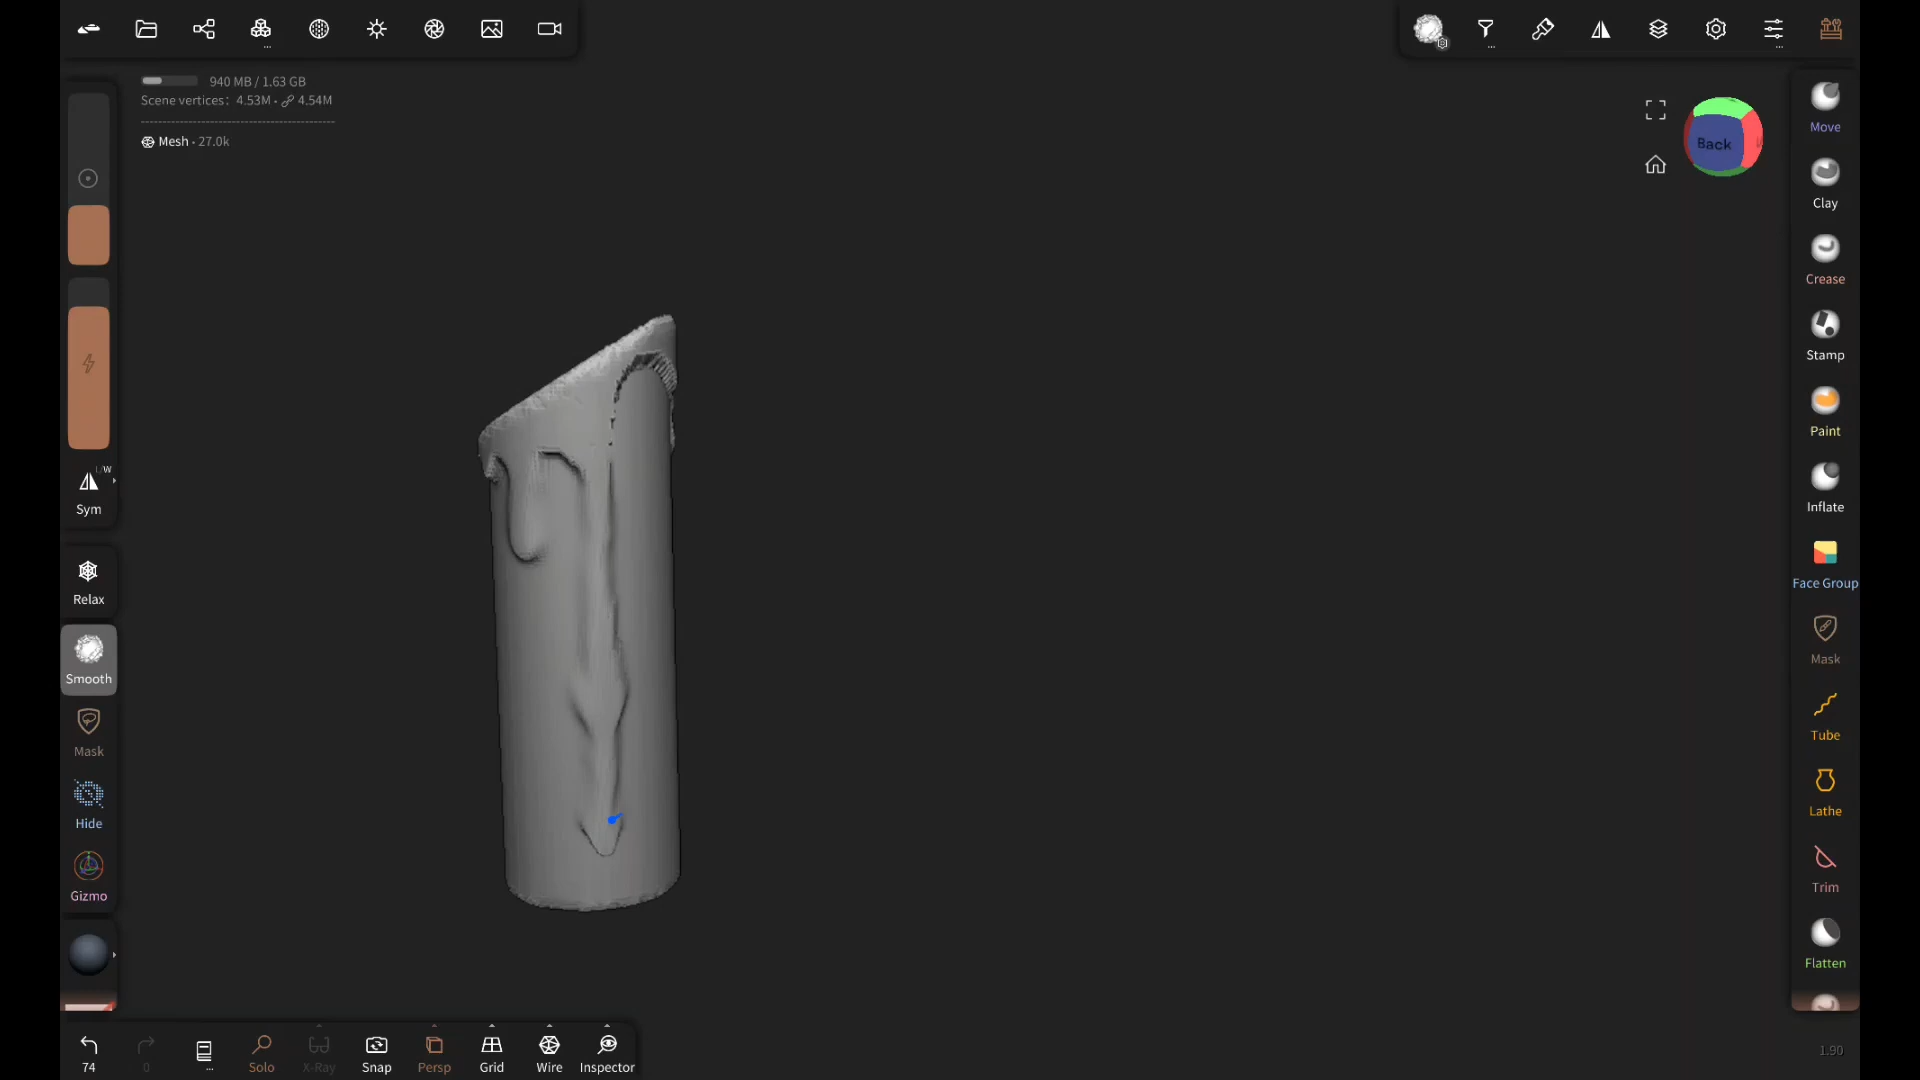 940 MB / 1.63 GB
Scene vertices: 4.53M • 4.54M
Mesh • 27.0k
Back
Move
Clay
Crease
Stamp
Paint
Inflate
Face Group
Mask
Tube
Lathe
Trim
Flatten
L/W
Sym
Relax
Smooth
Mask
Hide
Gizmo
74
0
...
Solo
X-Ray
Snap
Persp
Grid
Wire
Inspector
1.90